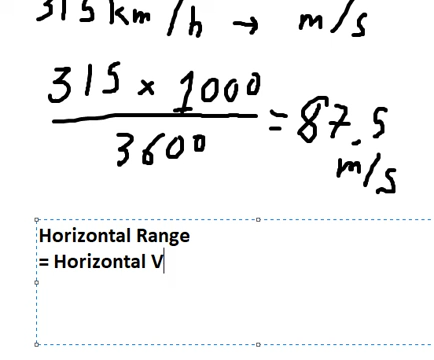 315 km/h → m/s
315 × 1000
3600
= 87.5
m/s
Horizontal Range
= Horizontal V